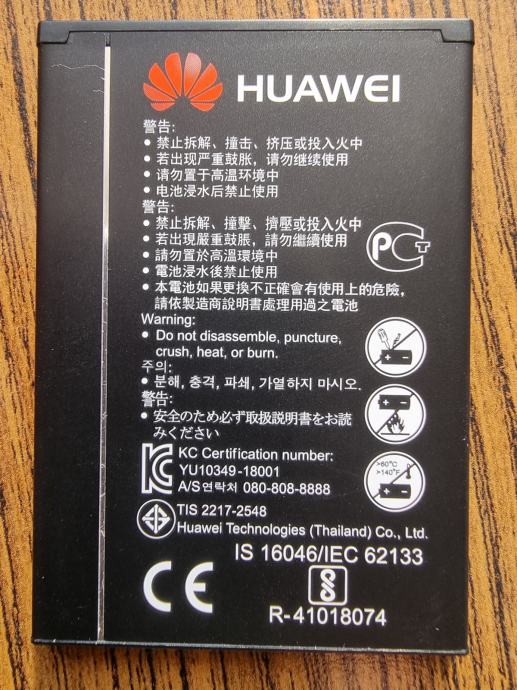 HUAWEI
警告:
• 禁止拆解、撞击、挤压或投入火中
• 若出现严重鼓胀，请勿继续使用
• 请勿置于高温环境中
• 电池浸水后禁止使用
警告:
• 禁止拆解、撞擊、擠壓或投入火中
• 若出現嚴重鼓脹，請勿繼續使用
• 請勿置於高溫環境中
• 電池浸水後禁止使用
• 本電池如果更換不正確會有使用上的危險，
請依製造商說明書處理用過之電池
PCT
Warning:
• Do not disassemble, puncture,
crush, heat, or burn.
주의:
• 분해, 충격, 파쇄, 가열하지 마시오.
警告:
• 安全のため必ず取扱説明書をお読
みください
>60°C
>140°F
KC Certification number:
YU10349-18001
A/S연락처 080-808-8888
TIS 2217-2548
Huawei Technologies (Thailand) Co., Ltd.
IS 16046/IEC 62133
CE
R-41018074